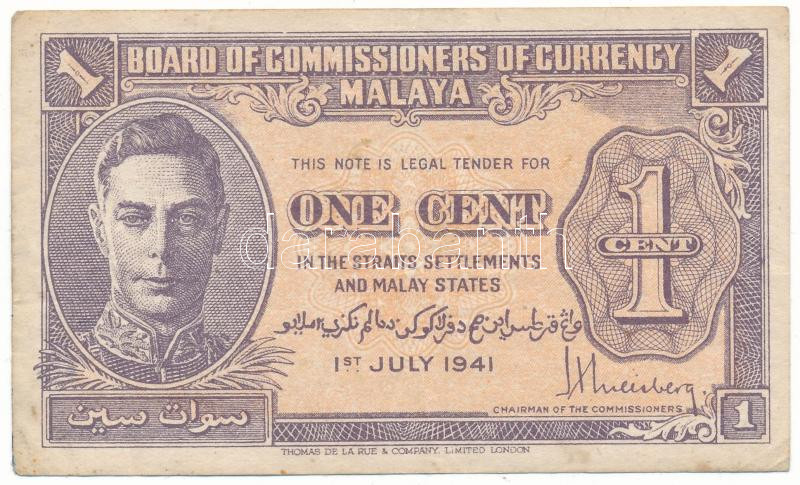 1
BOARD OF COMMISSIONERS OF CURRENCY
1
MALAYA
THIS NOTE IS LEGAL TENDER FOR
ONE CENT
1
CENT
darabanth
IN THE STRAITS SETTLEMENTS
AND MALAY STATES
1ST JULY 1941
CHAIRMAN OF THE COMMISSIONERS
سوات سين
1
THOMAS DE LA RUE & COMPANY, LIMITED LONDON